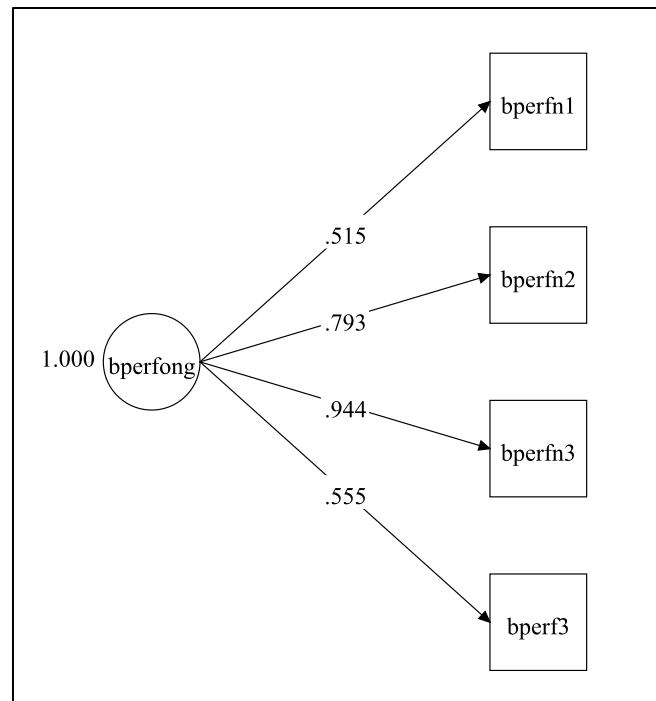 bperfn1
.515
bperfn2
.793
1.000
bperfong
.944
bperfn3
.555
bperf3